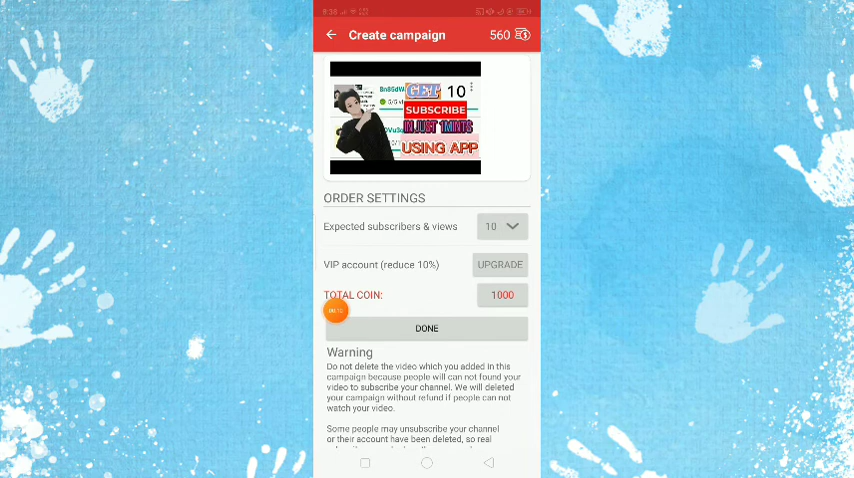 9:36
Create campaign 560
Bn8SdW
GET 10
SUBSCRIBE
IN JUST 1MINTS
USING APP
ORDER SETTINGS
Expected subscribers & views 10
VIP account (reduce 10%) UPGRADE
TOTAL COIN: 1000
DONE
Warning
Do not delete the video which you added in this
campaign because people will can not found your
video to subscribe your channel. We will deleted
your campaign without refund if people can not
watch your video.
Some people may unsubscribe your channel
or their account have been deleted, so real